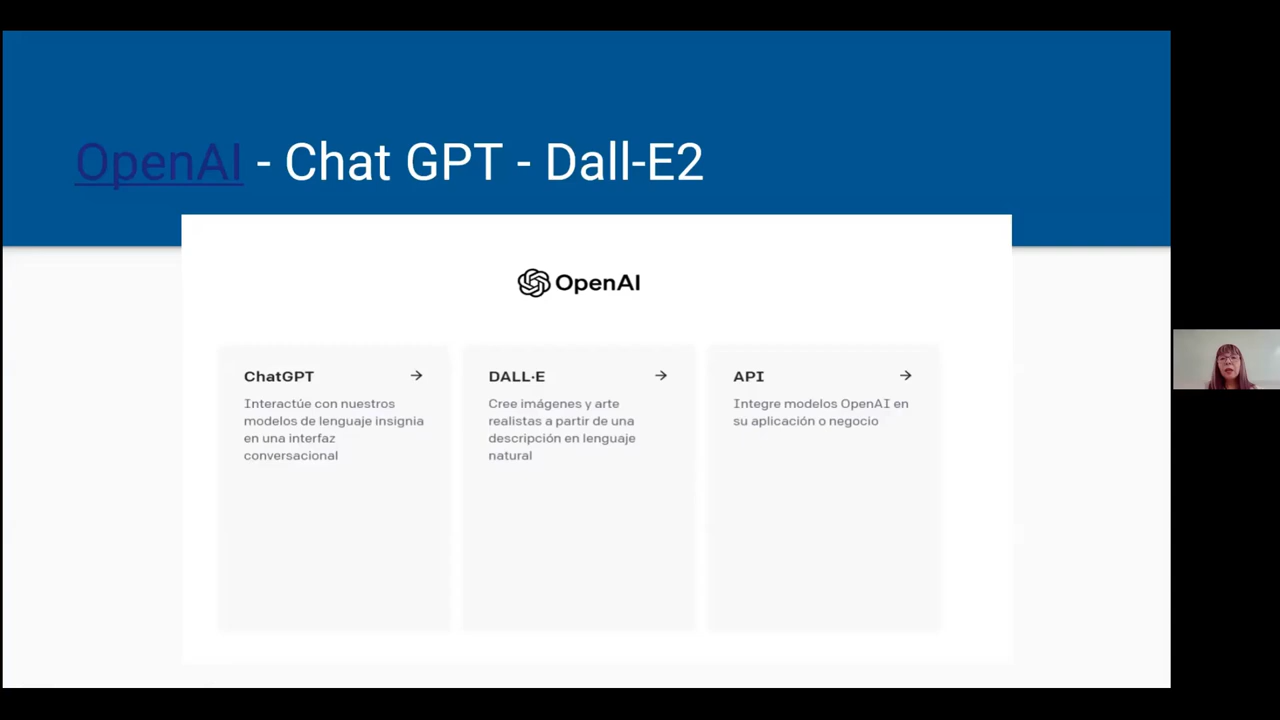 OpenAI - Chat GPT - Dall-E2
OpenAI
ChatGPT →
Interactúe con nuestros
modelos de lenguaje insignia
en una interfaz
conversacional
DALL·E →
Cree imágenes y arte
realistas a partir de una
descripción en lenguaje
natural
API →
Integre modelos OpenAI en
su aplicación o negocio